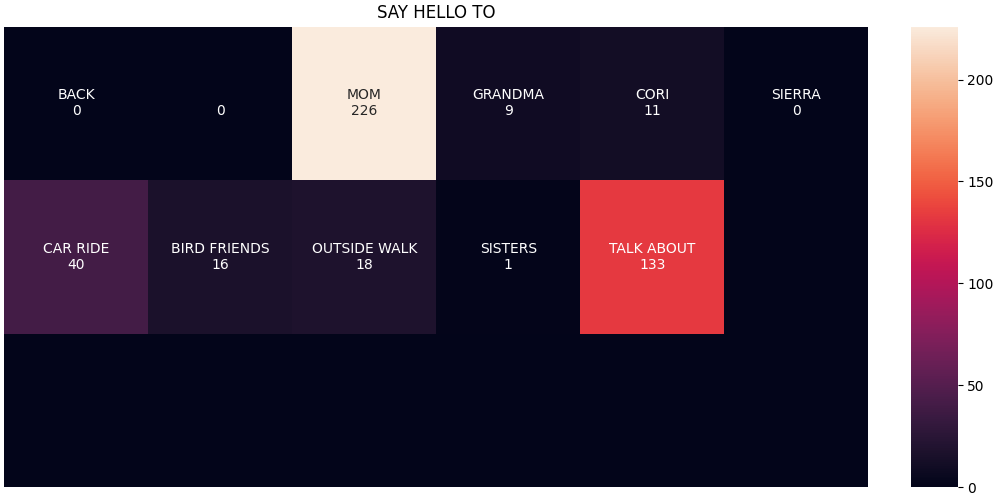 SAY HELLO TO
BACK
0
0
MOM
226
GRANDMA
9
CORI
11
SIERRA
0
CAR RIDE
40
BIRD FRIENDS
16
OUTSIDE WALK
18
SISTERS
1
TALK ABOUT
133
200
150
100
50
0